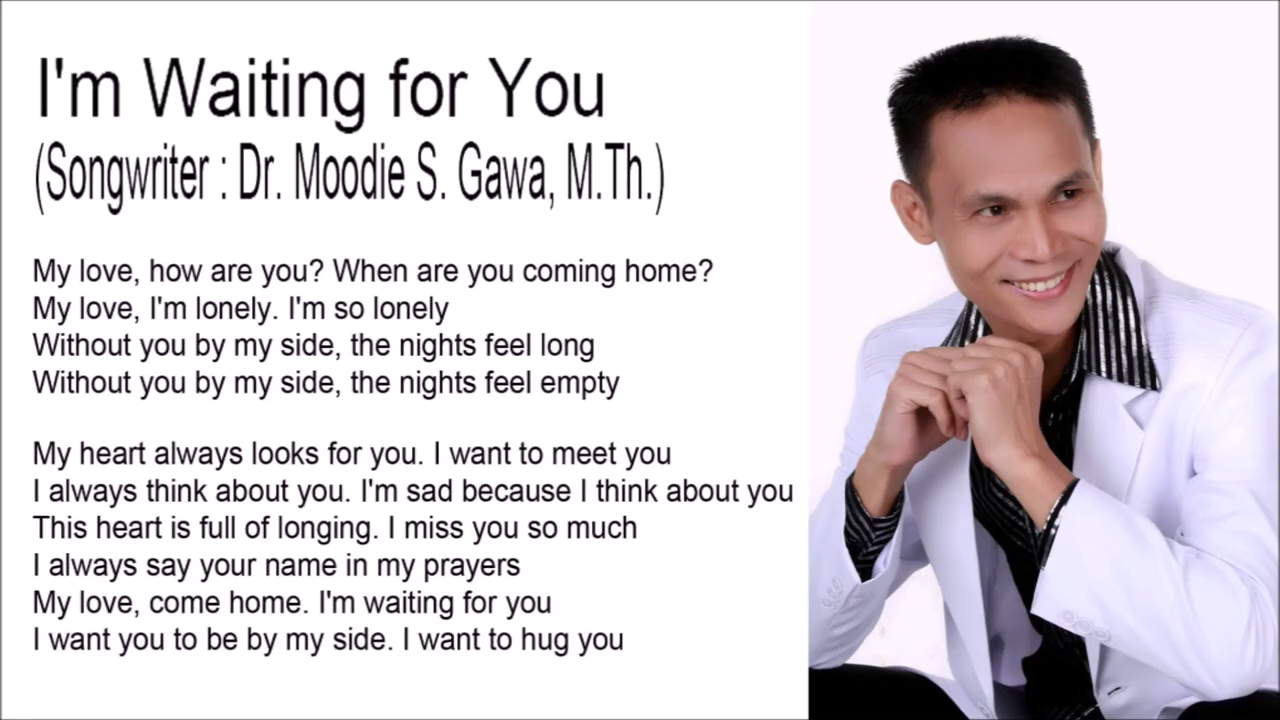 I'm Waiting for You
(Songwriter : Dr. Moodie S. Gawa, M.Th.)
My love, how are you? When are you coming home?
My love, I'm lonely. I'm so lonely
Without you by my side, the nights feel long
Without you by my side, the nights feel empty
My heart always looks for you. I want to meet you
I always think about you. I'm sad because I think about you
This heart is full of longing. I miss you so much
I always say your name in my prayers
My love, come home. I'm waiting for you
I want you to be by my side. I want to hug you